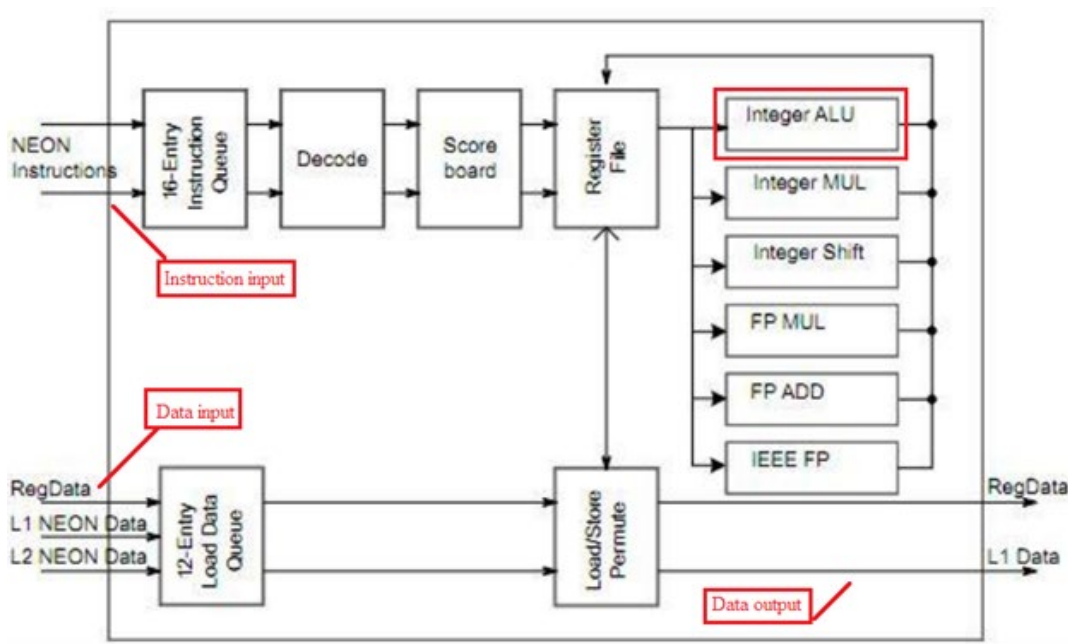 NEON
Instructions
16-Entry
Instruction
Queue
Decode
Score
board
Register
File
Integer ALU
Integer MUL
Integer Shift
FP MUL
FP ADD
IEEE FP
Instruction input
Data input
RegData
L1 NEON Data
L2 NEON Data
12-Entry
Load Data
Queue
Load/Store
Permute
RegData
L1 Data
Data output